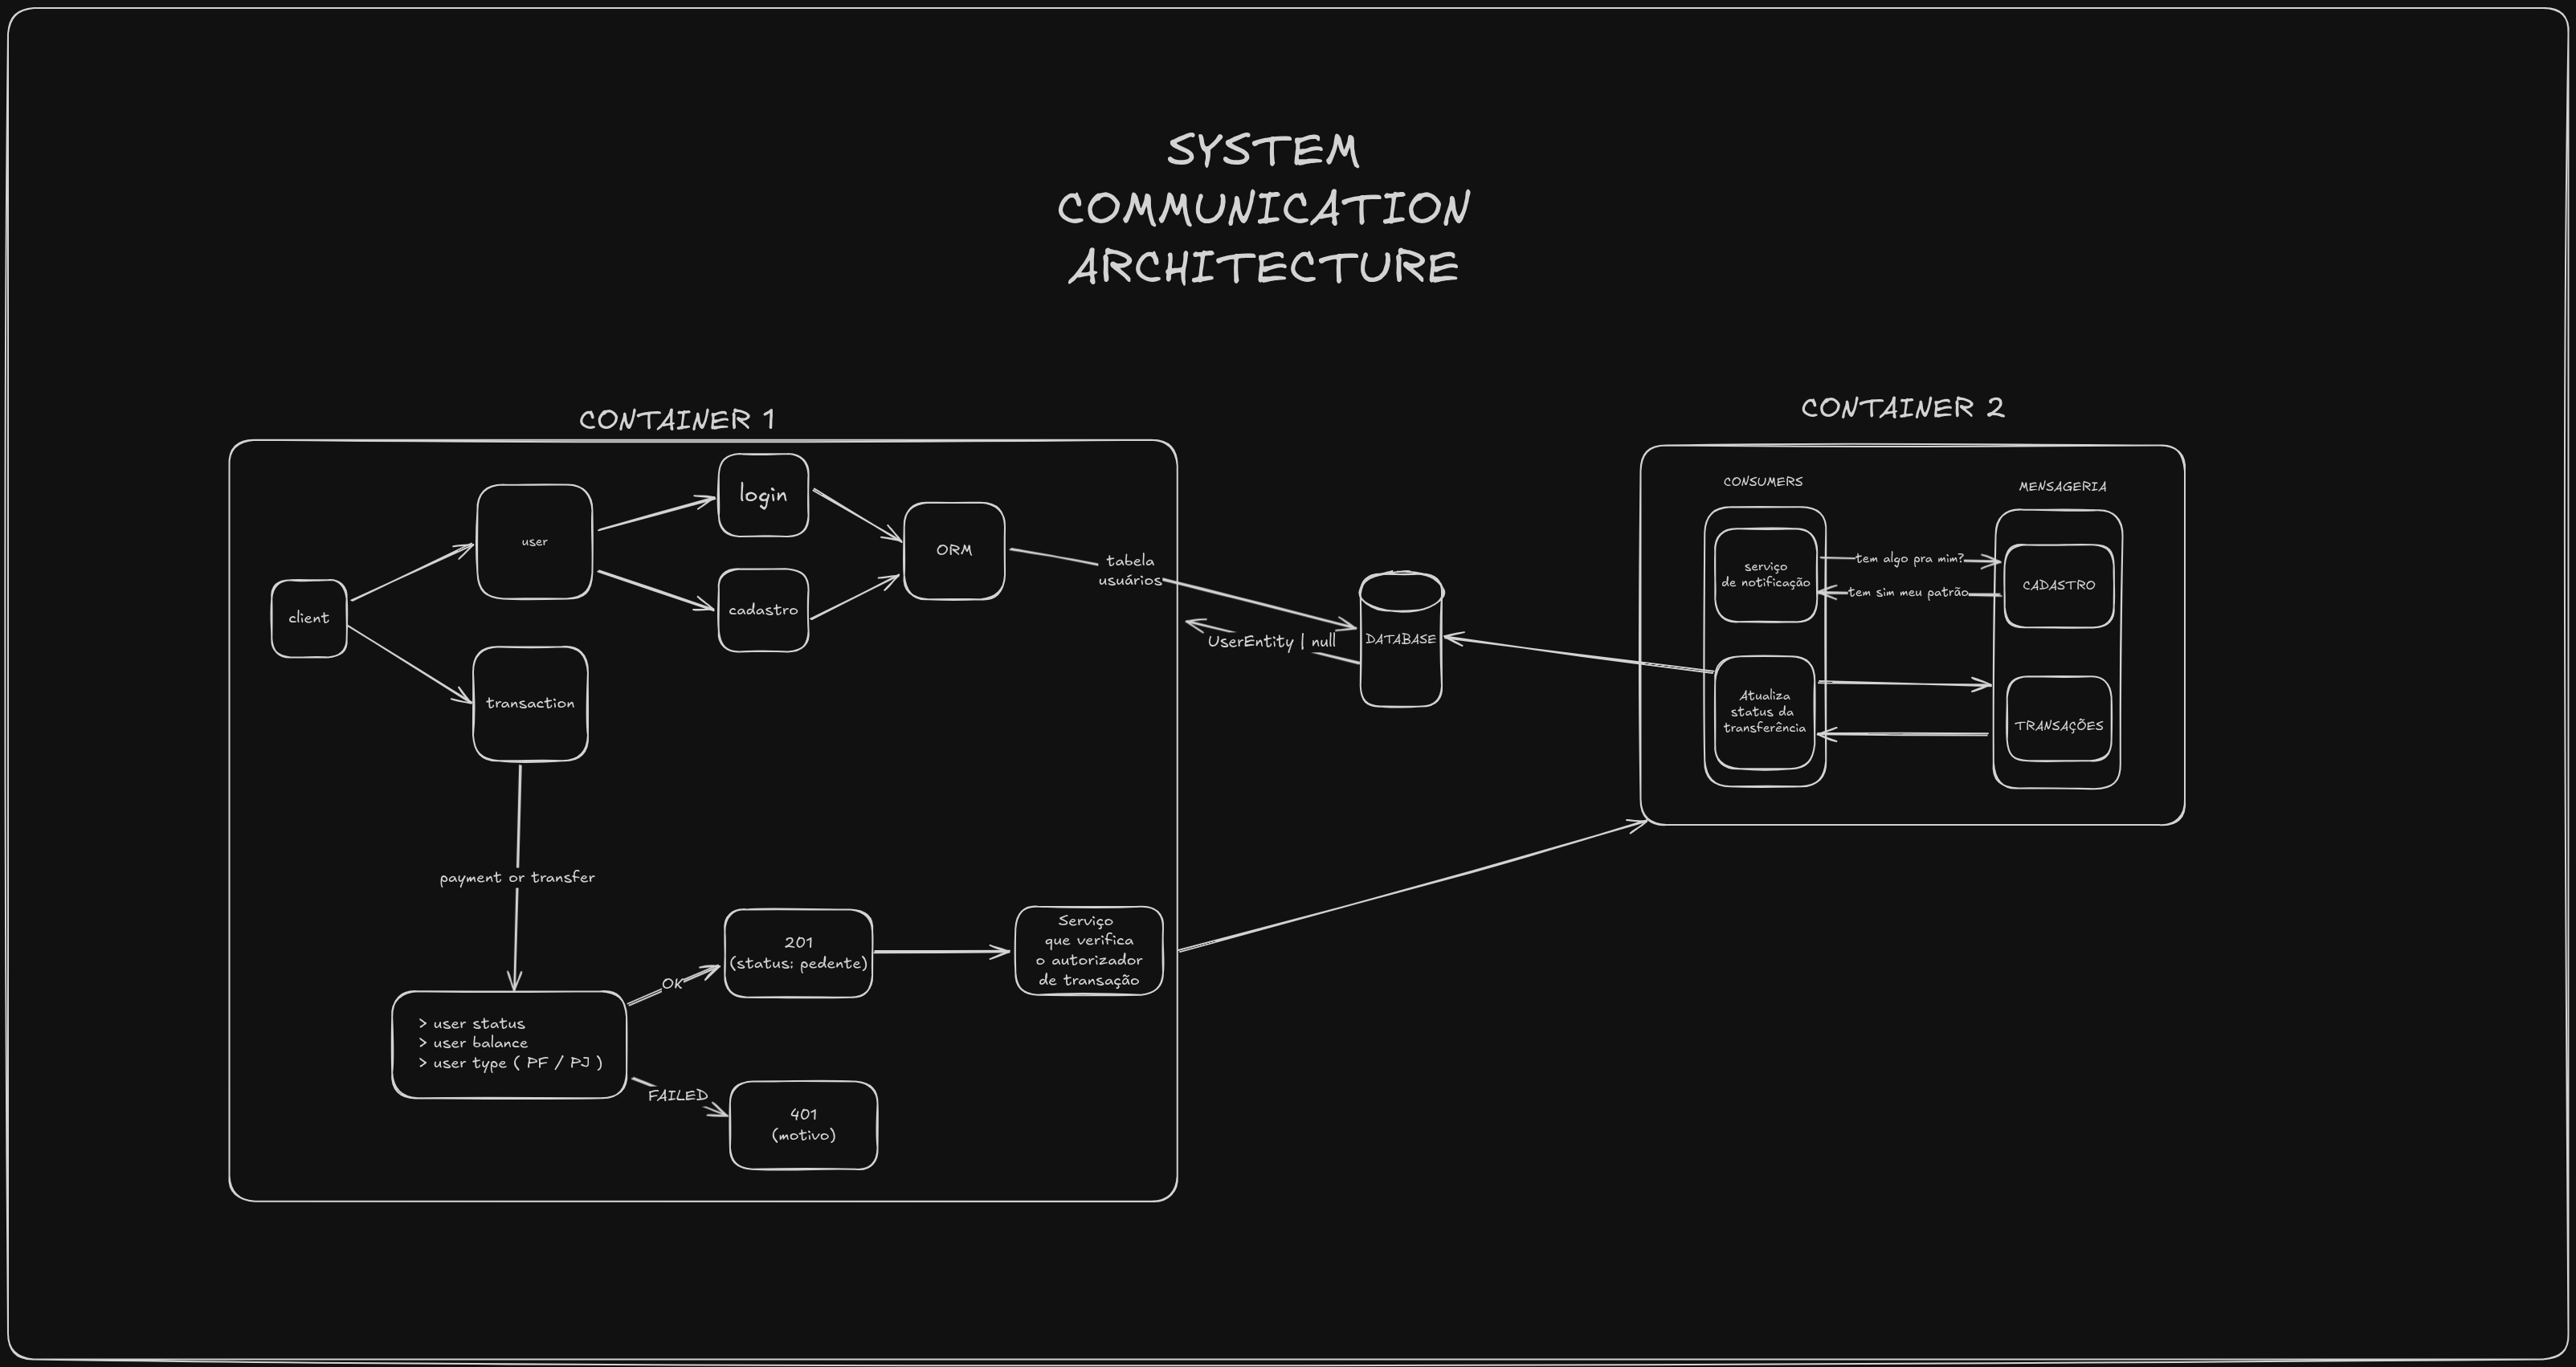 SYSTEM
COMMUNICATION
ARCHITECTURE
CONTAINER 1
client
user
login
cadastro
ORM
tabela
usuários
UserEntity | null
DATABASE
transaction
payment or transfer
> user status
> user balance
> user type ( PF / PJ )
OK
201
(status: pedente)
FAILED
401
(motivo)
Serviço
que verifica
o autorizador
de transação
CONTAINER 2
CONSUMERS
serviço
de notificação
Atualiza
status da
transferência
tem algo pra mim?
tem sim meu patrão
MENSAGERIA
CADASTRO
TRANSAÇÕES